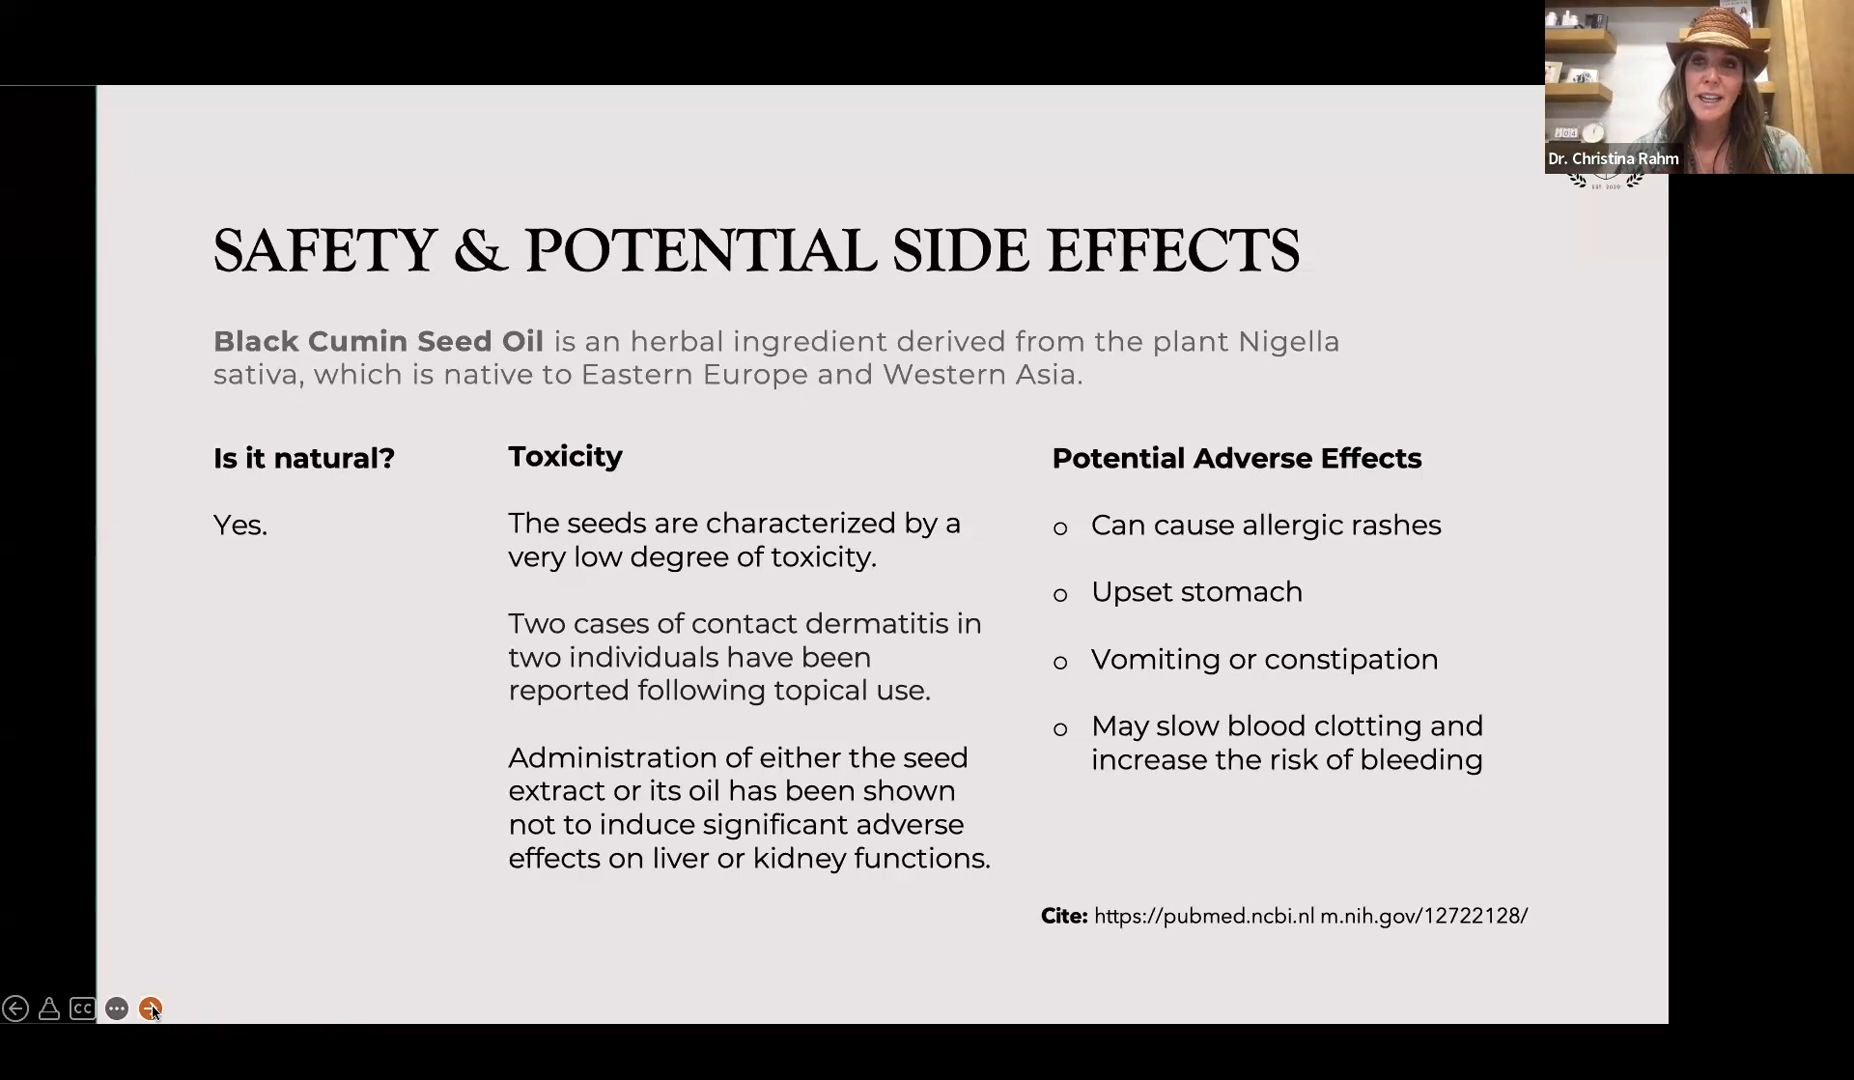 Dr. Christina Rahm
EST 2020
SAFETY & POTENTIAL SIDE EFFECTS
Black Cumin Seed Oil is an herbal ingredient derived from the plant Nigella
sativa, which is native to Eastern Europe and Western Asia.
Is it natural?
Yes.
Toxicity
The seeds are characterized by a
very low degree of toxicity.
Two cases of contact dermatitis in
two individuals have been
reported following topical use.
Administration of either the seed
extract or its oil has been shown
not to induce significant adverse
effects on liver or kidney functions.
Potential Adverse Effects
Can cause allergic rashes
Upset stomach
Vomiting or constipation
May slow blood clotting and
increase the risk of bleeding
Cite: https://pubmed.ncbi.nl m.nih.gov/12722128/
CC